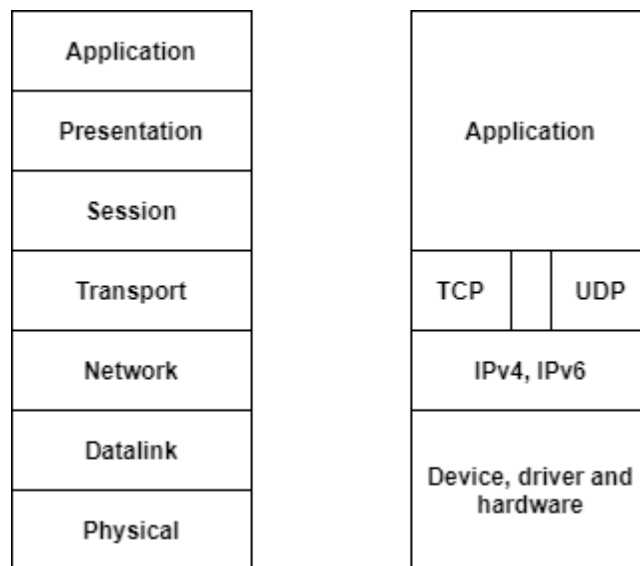 Application
Presentation
Session
Transport
Network
Datalink
Physical
Application
TCP
UDP
IPv4, IPv6
Device, driver and
hardware